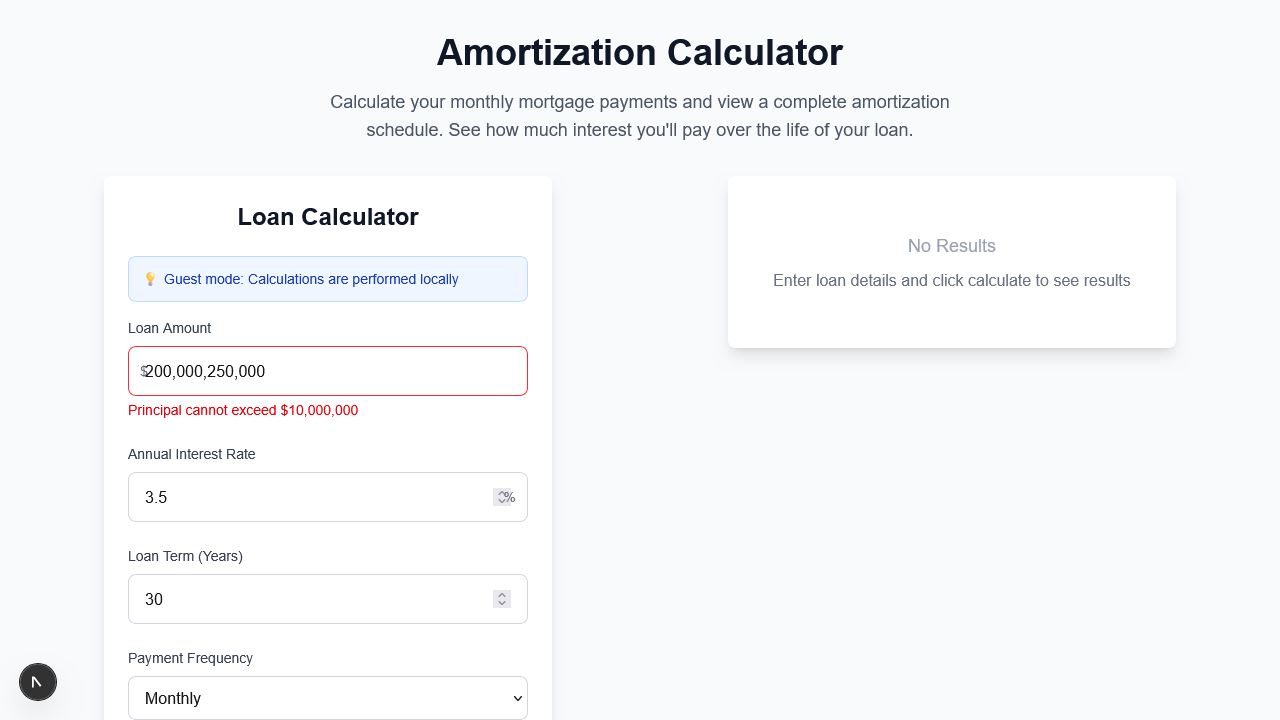 Amortization Calculator
Calculate your monthly mortgage payments and view a complete amortization
schedule. See how much interest you'll pay over the life of your loan.
Loan Calculator
💡 Guest mode: Calculations are performed locally
Loan Amount
$200,000,250,000
Principal cannot exceed $10,000,000
Annual Interest Rate
3.5 %
Loan Term (Years)
30
Payment Frequency
Monthly
No Results
Enter loan details and click calculate to see results